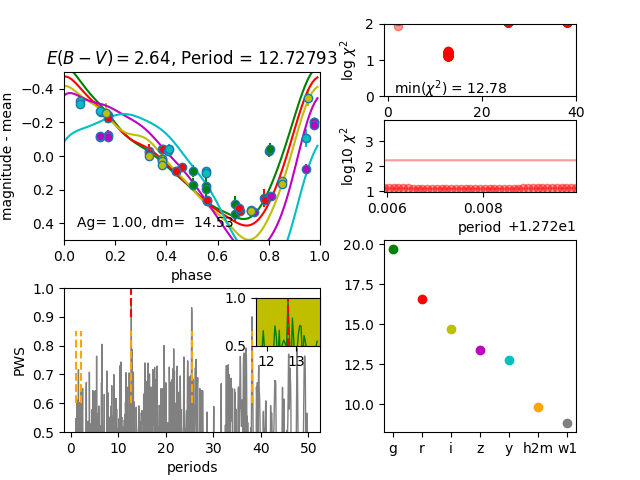 E(B − V) = 2.64, Period = 12.72793
magnitude - mean
−0.4
−0.2
0.0
0.2
0.4
Ag= 1.00, dm=  14.53
0.0 0.2 0.4 0.6 0.8 1.0
phase
log χ²
2
1
0
min(χ²) = 12.78
0 20 40
log10 χ²
3
2
1
0.006 0.008
period +1.272e1
PWS
1.0
0.9
0.8
0.7
0.6
0.5
1.0
0.5
12 13
0 10 20 30 40 50
periods
20.0
17.5
15.0
12.5
10.0
g r i z y h2m w1